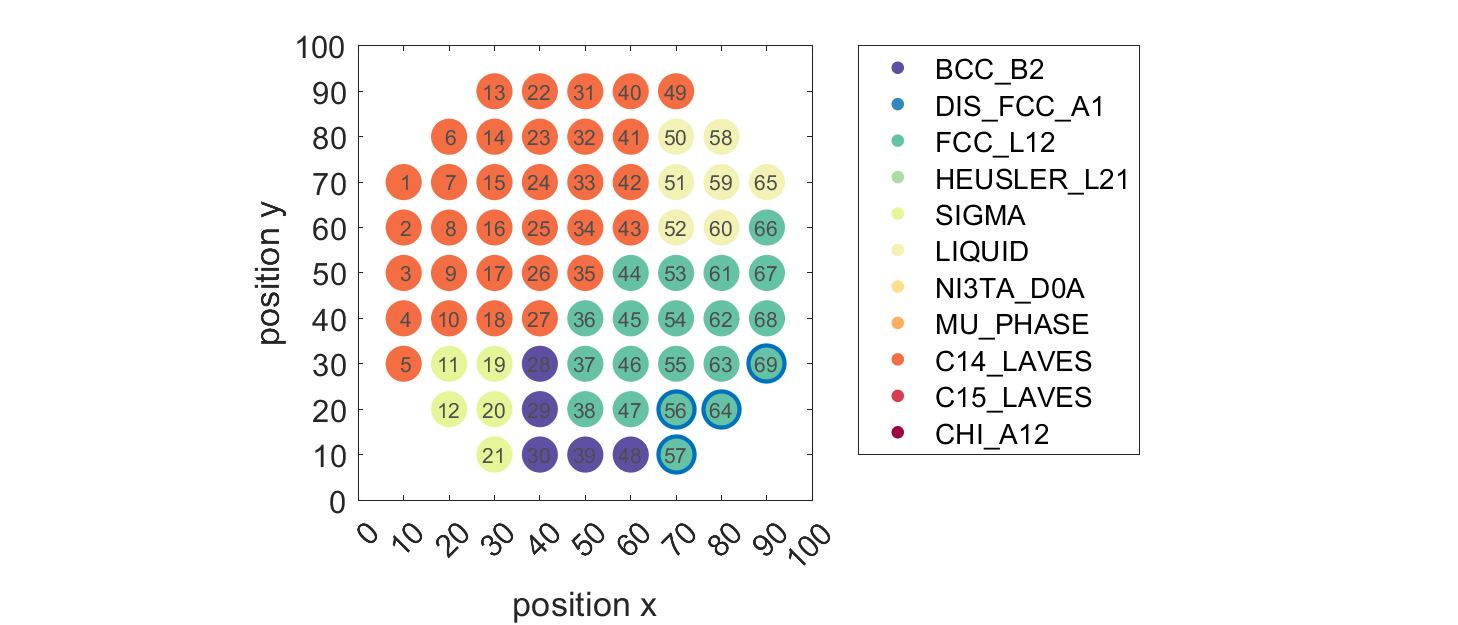 100
90
80
70
60
50
40
30
20
10
0
position y
13 22 31 40 49
6 14 23 32 41 50 58
1 7 15 24 33 42 51 59 65
2 8 16 25 34 43 52 60 66
3 9 17 26 35 44 53 61 67
4 10 18 27 36 45 54 62 68
5 11 19 28 37 46 55 63 69
12 20 29 38 47 56 64
21 30 39 48 57
0 10 20 30 40 50 60 70 80 90 100
position x
BCC_B2
DIS_FCC_A1
FCC_L12
HEUSLER_L21
SIGMA
LIQUID
NI3TA_D0A
MU_PHASE
C14_LAVES
C15_LAVES
CHI_A12